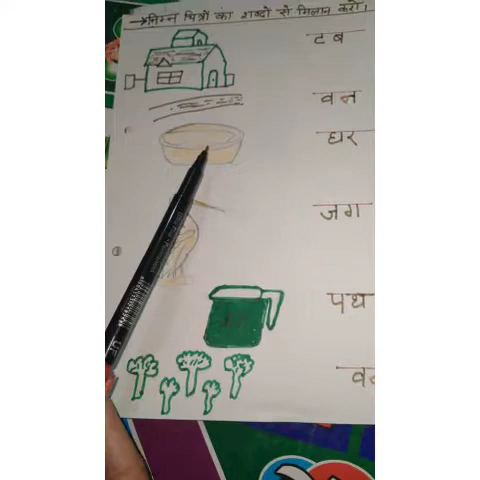 → निम्न चित्रों का शब्दो से मिलान करो।
टब
वन
घर
जग
पथ